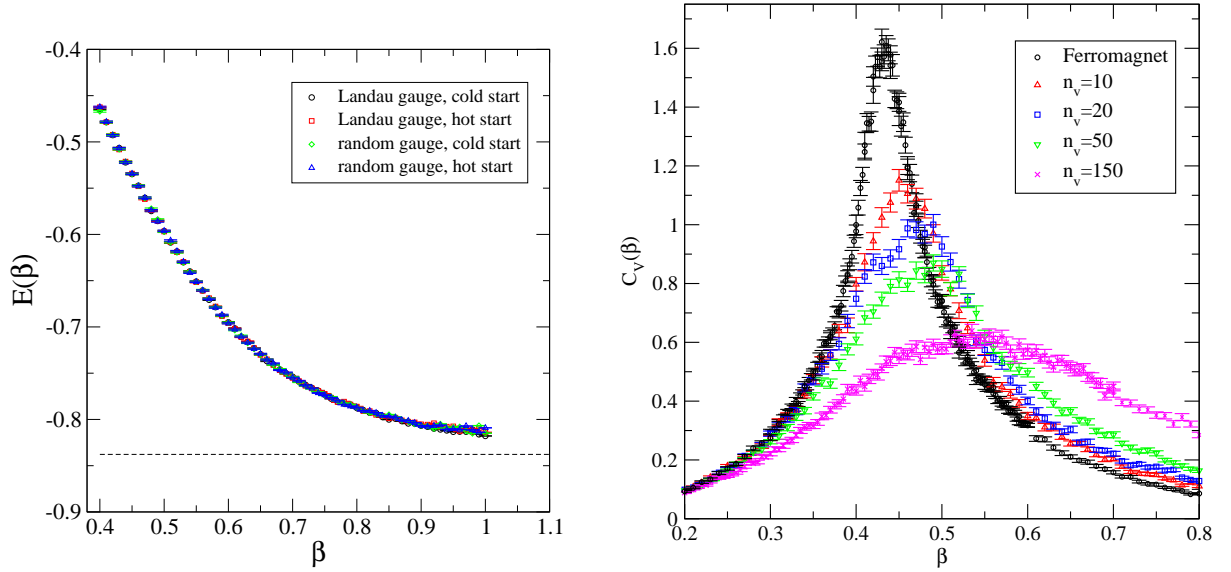 -0.4
-0.5
-0.6
-0.7
-0.8
-0.9
E(β)
Landau gauge, cold start
Landau gauge, hot start
random gauge, cold start
random gauge, hot start
0.4 0.5 0.6 0.7 0.8 0.9 1 1.1
β
1.6
1.4
1.2
1
0.8
0.6
0.4
0.2
0
C_V(β)
Ferromagnet
n_v=10
n_v=20
n_v=50
n_v=150
0.2 0.3 0.4 0.5 0.6 0.7 0.8
β